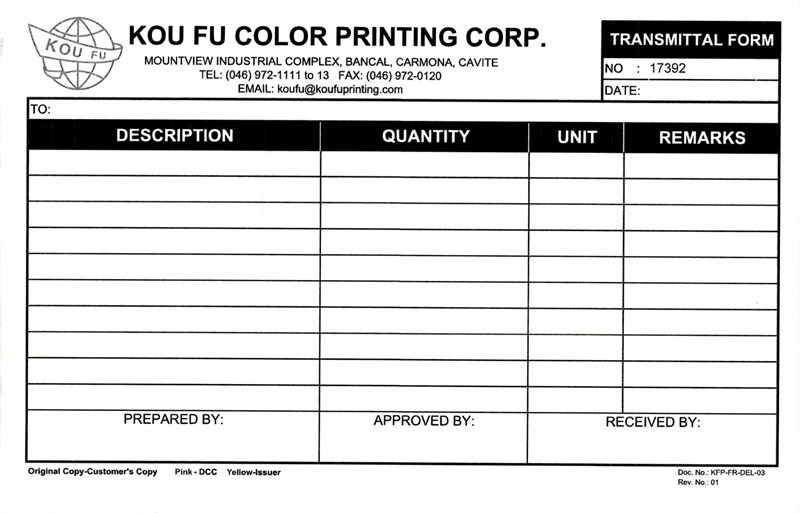 KOU FU
KOU FU COLOR PRINTING CORP.
MOUNTVIEW INDUSTRIAL COMPLEX, BANCAL, CARMONA, CAVITE
TEL: (046) 972-1111 to 13 FAX: (046) 972-0120
EMAIL: koufu@koufuprinting.com
TRANSMITTAL FORM
NO : 17392
DATE:
TO:
DESCRIPTION QUANTITY UNIT REMARKS
PREPARED BY: APPROVED BY: RECEIVED BY:
Original Copy-Customer's Copy Pink - DCC Yellow-Issuer
Doc. No.: KFP-FR-DEL-03
Rev. No.: 01